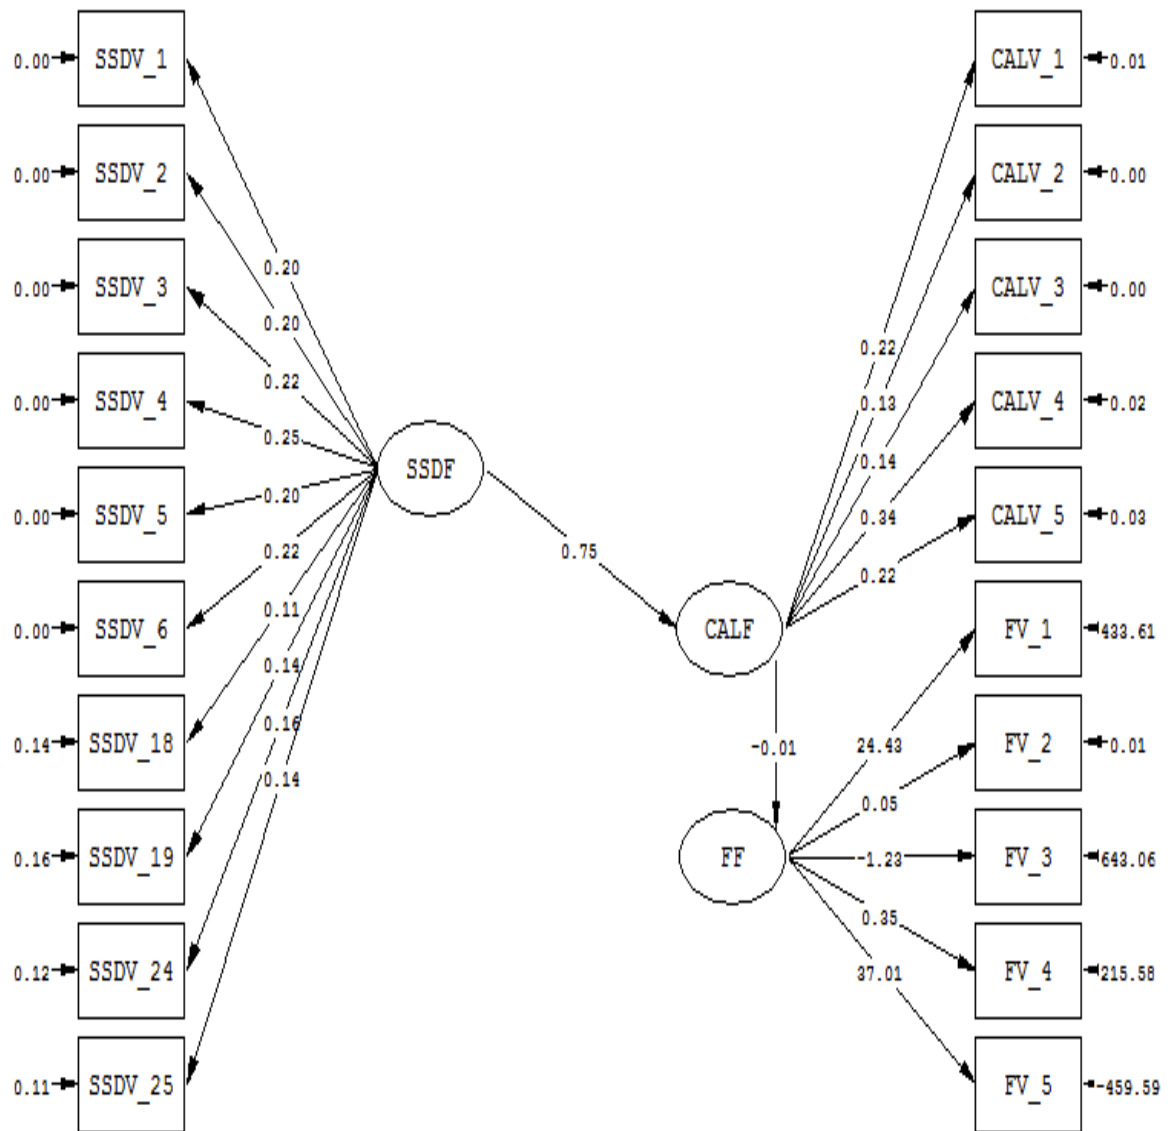 0.00 SSDV_1
0.00 SSDV_2
0.00 SSDV_3
0.00 SSDV_4
0.00 SSDV_5
0.00 SSDV_6
0.14 SSDV_18
0.16 SSDV_19
0.12 SSDV_24
0.11 SSDV_25
0.20
0.20
0.22
0.25
0.20
0.22
0.11
0.14
0.16
0.14
SSDF
0.75
CALF
-0.01
FF
0.22
0.13
0.14
0.34
0.22
24.43
0.05
-1.23
0.35
37.01
CALV_1 0.01
CALV_2 0.00
CALV_3 0.00
CALV_4 0.02
CALV_5 0.03
FV_1 433.61
FV_2 0.01
FV_3 643.06
FV_4 215.58
FV_5 -459.59